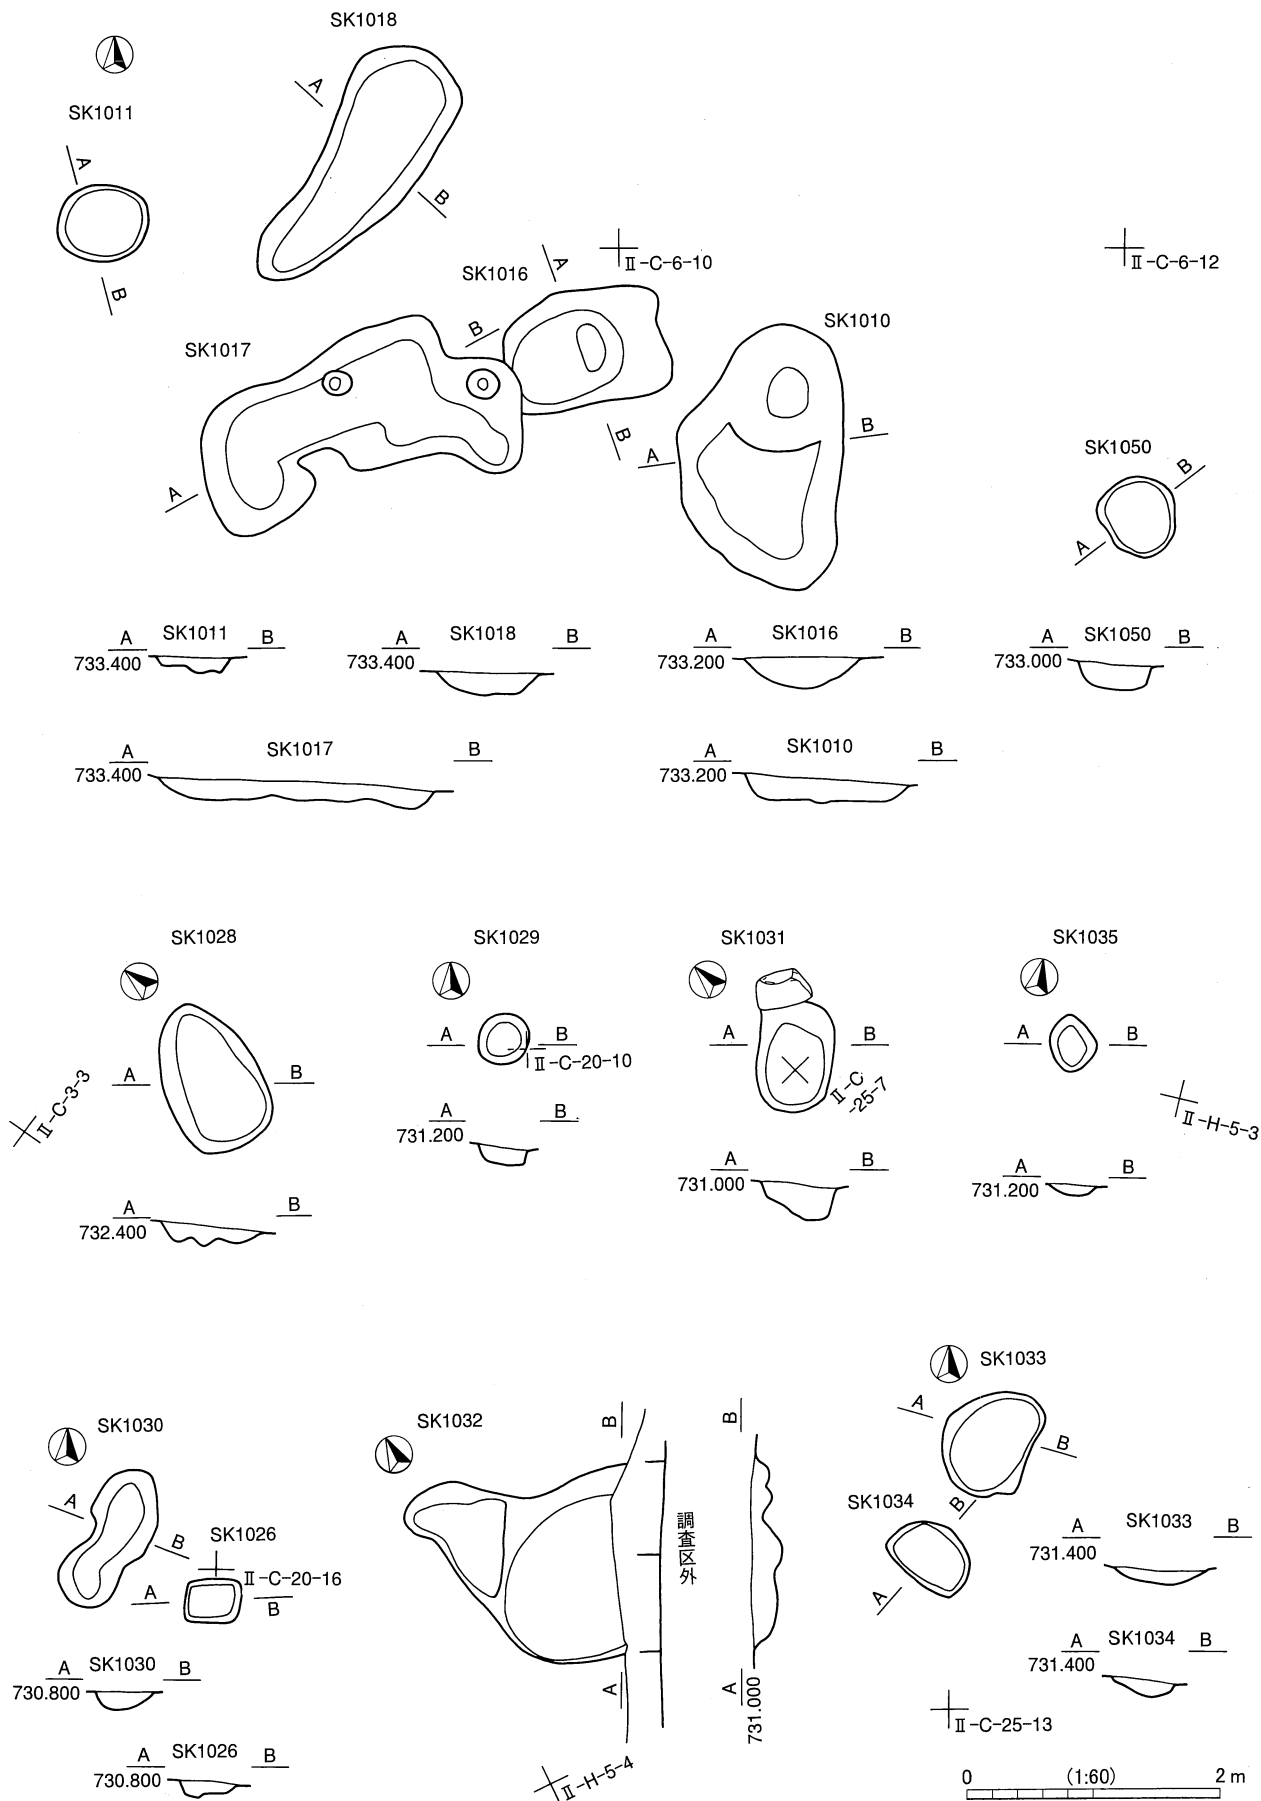 SK1018
A
SK1011
A
B
B
SK1016
A
Ⅱ-C-6-10
Ⅱ-C-6-12
B
SK1010
SK1017
B
B
A
A
SK1050
B
A
A SK1011 B
733.400
A SK1018 B
733.400
A SK1016 B
733.200
A SK1050 B
733.000
A SK1017 B
733.400
A SK1010 B
733.200
SK1028
A
B
Ⅱ-C-3-3
A B
732.400
SK1029
A B
Ⅱ-C-20-10
A B
731.200
SK1031
A B
Ⅱ-C
-25-7
A B
731.000
SK1035
A B
Ⅱ-H-5-3
A B
731.200
SK1030
A
B
SK1026
Ⅱ-C-20-16
A
B
A SK1030 B
730.800
A SK1026 B
730.800
SK1032
B
B
調査区外
A
A
731.000
Ⅱ-H-5-4
SK1033
A
B
SK1034
B
A
A SK1033 B
731.400
A SK1034 B
731.400
Ⅱ-C-25-13
0 (1:60) 2 m